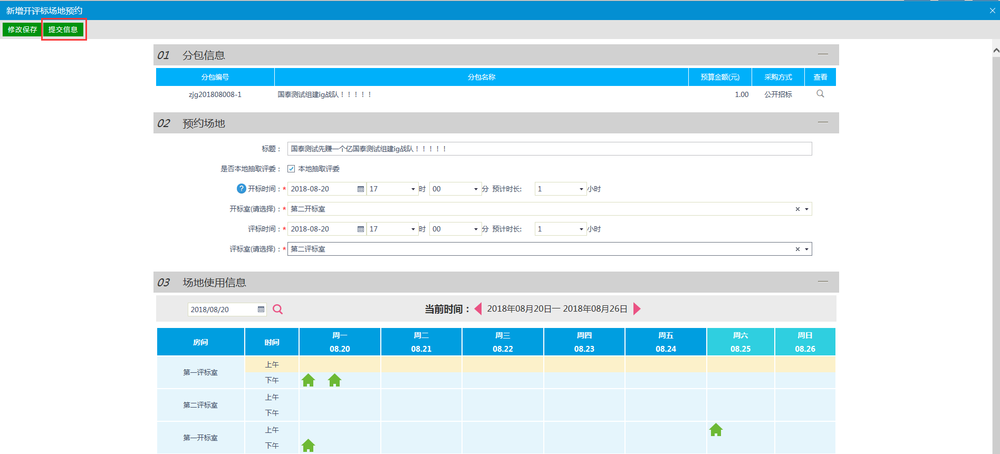 新增开评标场地预约
修改保存 提交信息
01 分包信息
分包编号 分包名称 预算金额(元) 采购方式 查看
zjg201808008-1 国泰测试组建ig战队！！！！！ 1.00 公开招标
02 预约场地
标题： 国泰测试先赚一个亿国泰测试组建ig战队！！！！！
是否本地抽取评委： 本地抽取评委
? 开标时间：* 2018-08-20 17 时 00 分 预计时长: 1 小时
开标室(请选择)：* 第二开标室
评标时间：* 2018-08-20 17 时 00 分 预计时长: 1 小时
评标室(请选择)：* 第二评标室
03 场地使用信息
2018/08/20 当前时间： 2018年08月20日一 2018年08月26日
房间 时间 周一 周二 周三 周四 周五 周六 周日
08.20 08.21 08.22 08.23 08.24 08.25 08.26
第一评标室 上午
下午
第二评标室 上午
下午
第一开标室 上午
下午